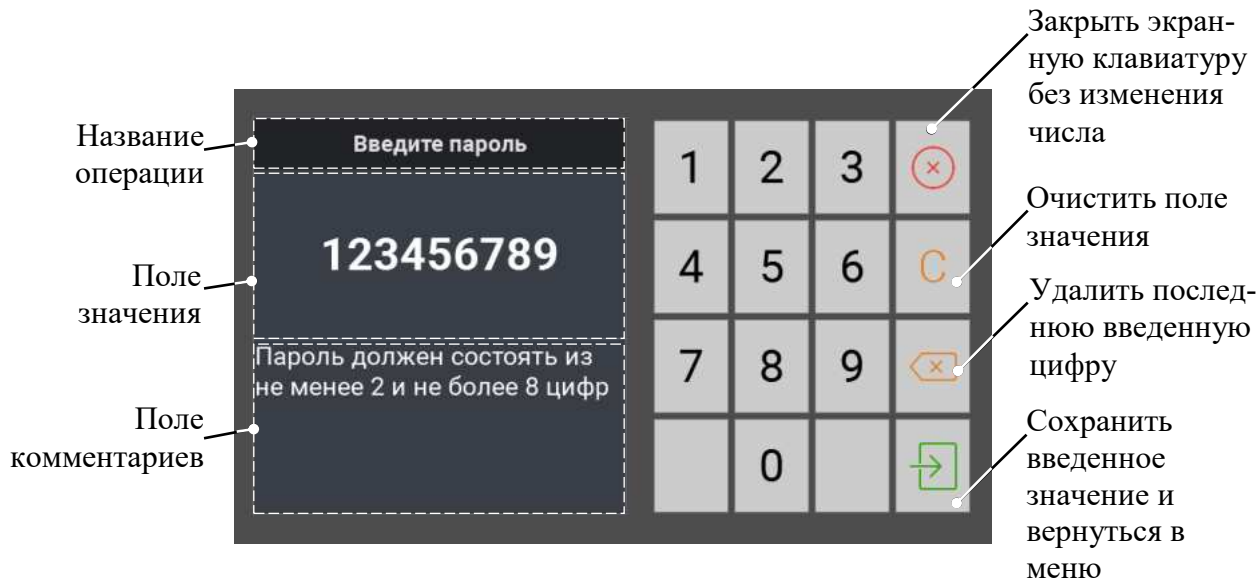 Название
операции
Поле
значения
Поле
комментариев
Введите пароль
123456789
Пароль должен состоять из
не менее 2 и не более 8 цифр
1 2 3
4 5 6 C
7 8 9
0
Закрыть экран-
ную клавиатуру
без изменения
числа
Очистить поле
значения
Удалить послед-
нюю введенную
цифру
Сохранить
введенное
значение и
вернуться в
меню